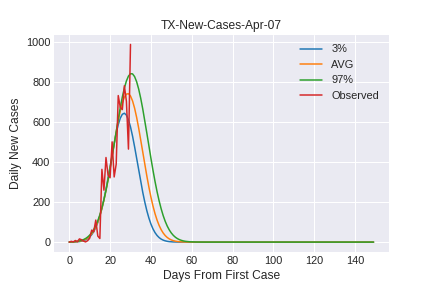 TX-New-Cases-Apr-07
Daily New Cases
1000
800
600
400
200
0
3%
AVG
97%
Observed
0 20 40 60 80 100 120 140
Days From First Case